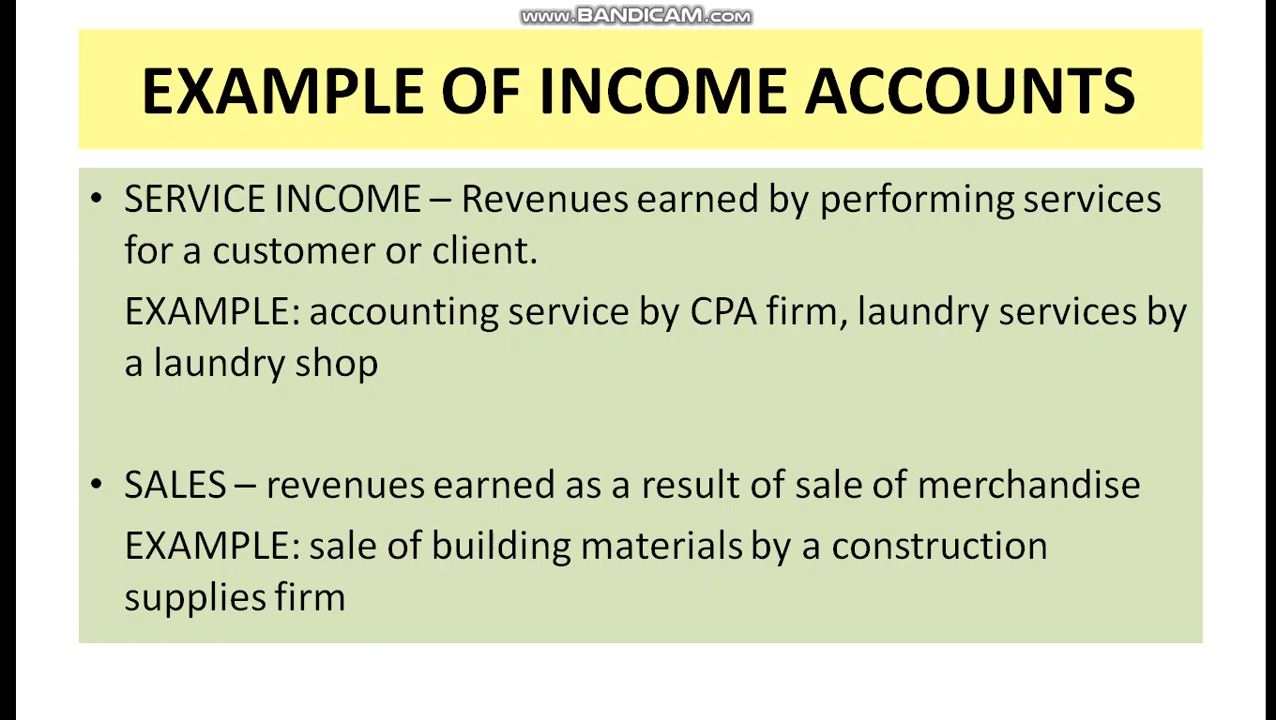 www.BANDICAM.com
EXAMPLE OF INCOME ACCOUNTS
• SERVICE INCOME – Revenues earned by performing services
for a customer or client.
EXAMPLE: accounting service by CPA firm, laundry services by
a laundry shop
• SALES – revenues earned as a result of sale of merchandise
EXAMPLE: sale of building materials by a construction
supplies firm